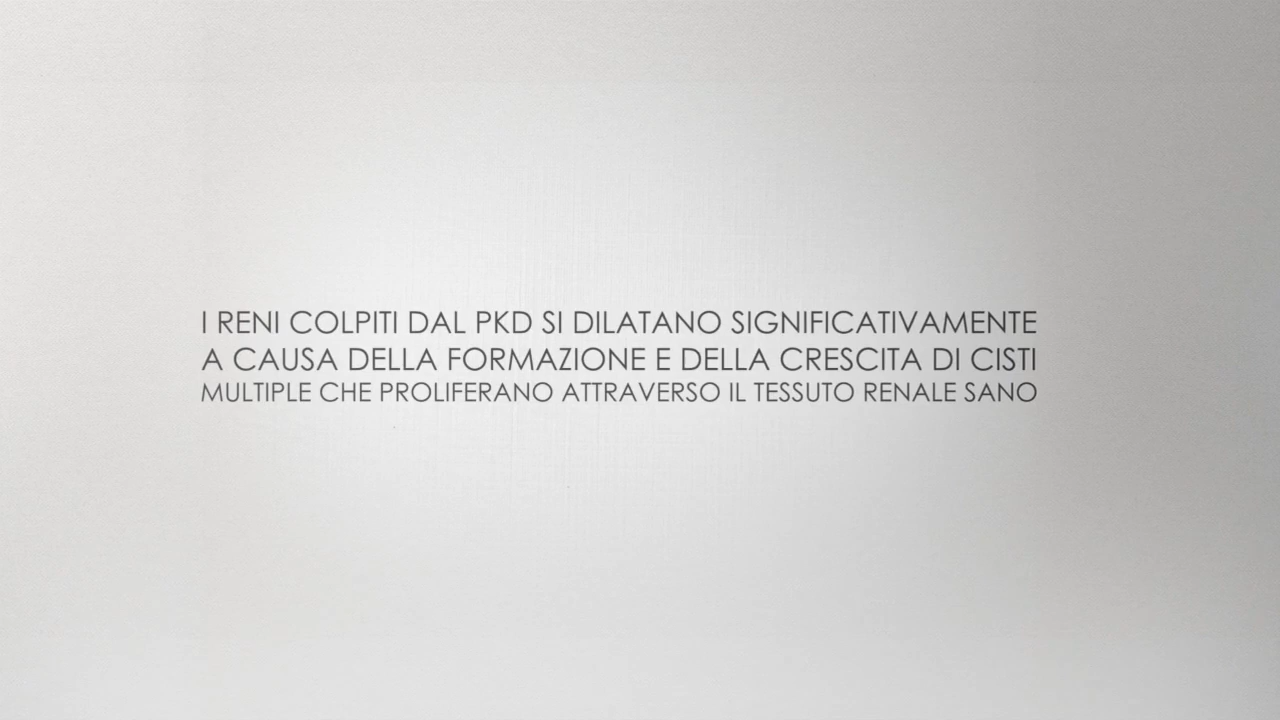 I RENI COLPITI DAL PKD SI DILATANO SIGNIFICATIVAMENTE
A CAUSA DELLA FORMAZIONE E DELLA CRESCITA DI CISTI
MULTIPLE CHE PROLIFERANO ATTRAVERSO IL TESSUTO RENALE SANO